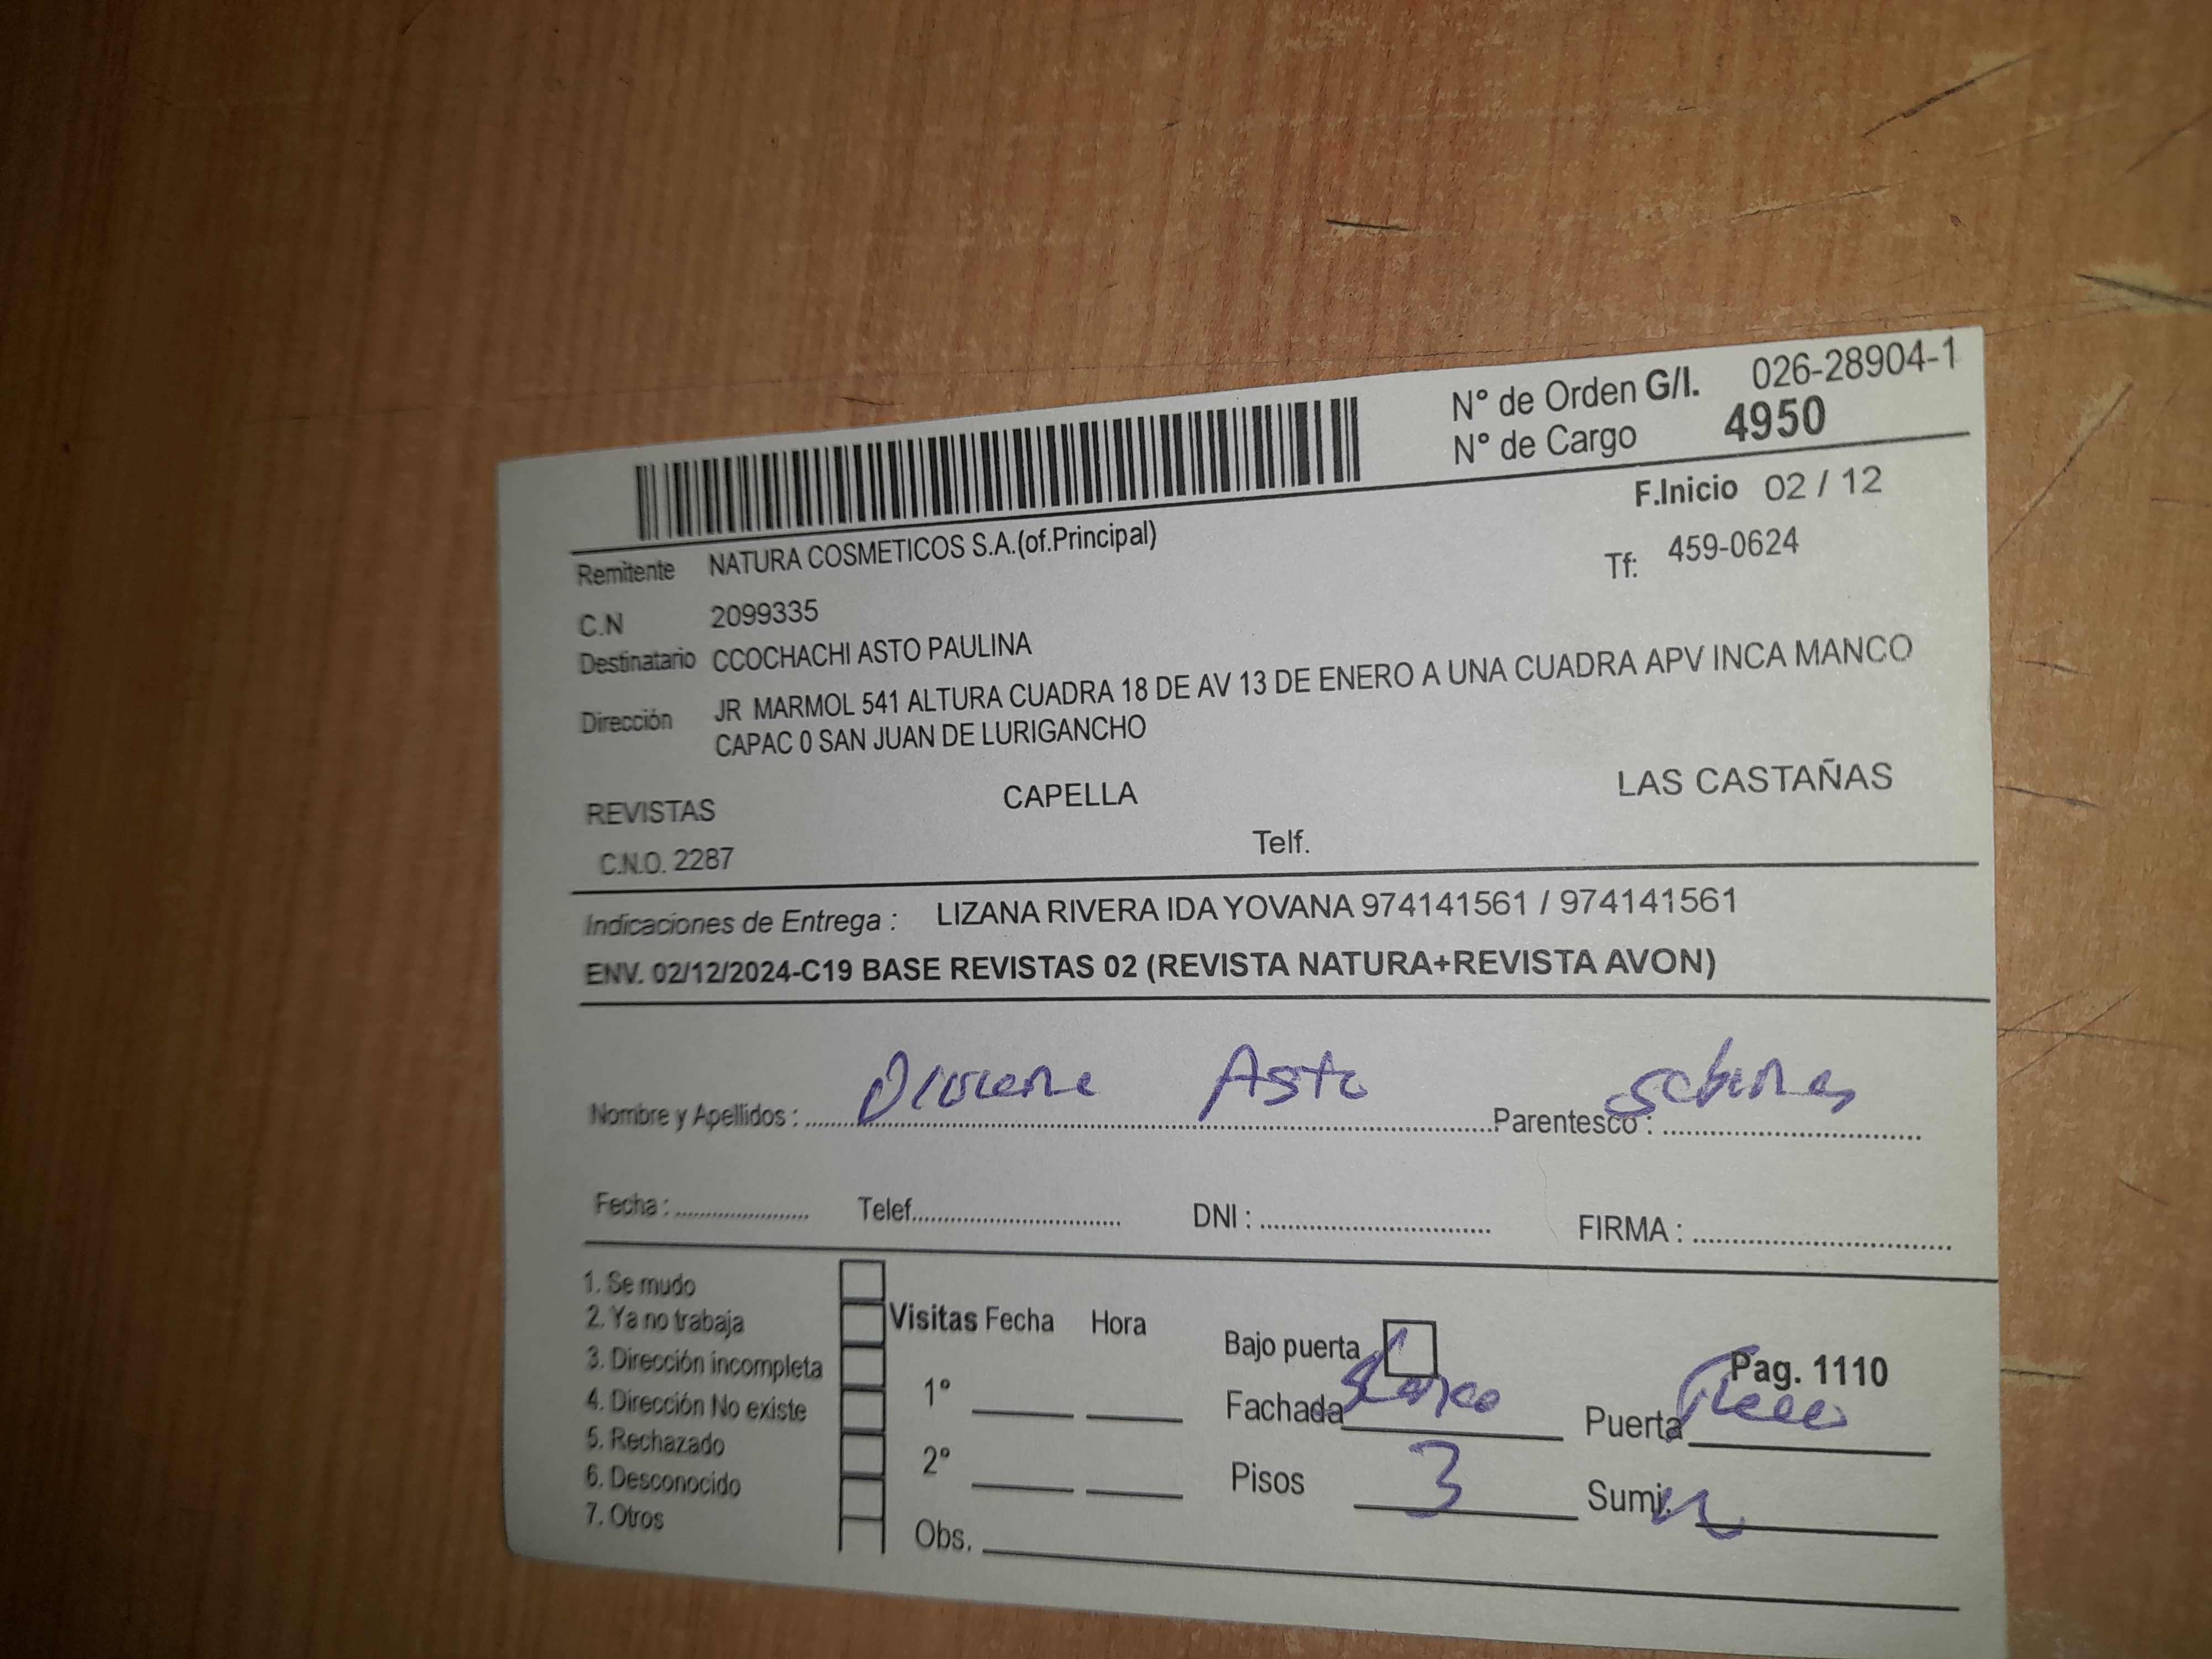 N° de Orden G/I. 026-28904-1
N° de Cargo 4950
F.Inicio 02 / 12
Remitente NATURA COSMETICOS S.A.(of.Principal)
Tf: 459-0624
C.N 2099335
Destinatario CCOCHACHI ASTO PAULINA
Dirección JR MARMOL 541 ALTURA CUADRA 18 DE AV 13 DE ENERO A UNA CUADRA APV INCA MANCO
CAPAC 0 SAN JUAN DE LURIGANCHO
REVISTAS CAPELLA LAS CASTAÑAS
C.N.O. 2287 Telf.
Indicaciones de Entrega : LIZANA RIVERA IDA YOVANA 974141561 / 974141561
ENV. 02/12/2024-C19 BASE REVISTAS 02 (REVISTA NATURA+REVISTA AVON)
Nombre y Apellidos : Asto Parentesco :
Fecha : Telef. DNI : FIRMA :
1. Se mudo
2. Ya no trabaja
3. Dirección incompleta
4. Dirección No existe
5. Rechazado
6. Desconocido
7. Otros
Visitas Fecha Hora
1°
2°
Obs.
Bajo puerta
Pag. 1110
Fachada Puerta
Pisos 3 Sumi.